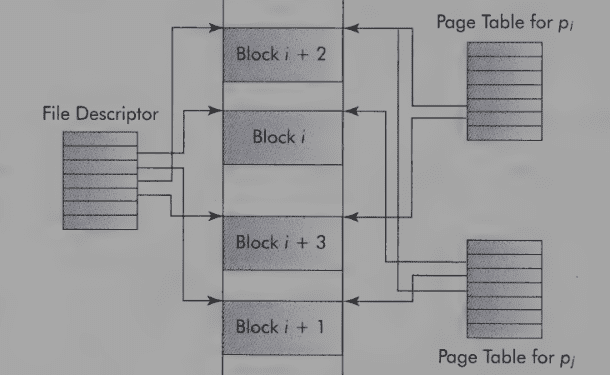 Page Table for pi
Block i + 2
File Descriptor
Block i
Block i + 3
Block i + 1
Page Table for pj